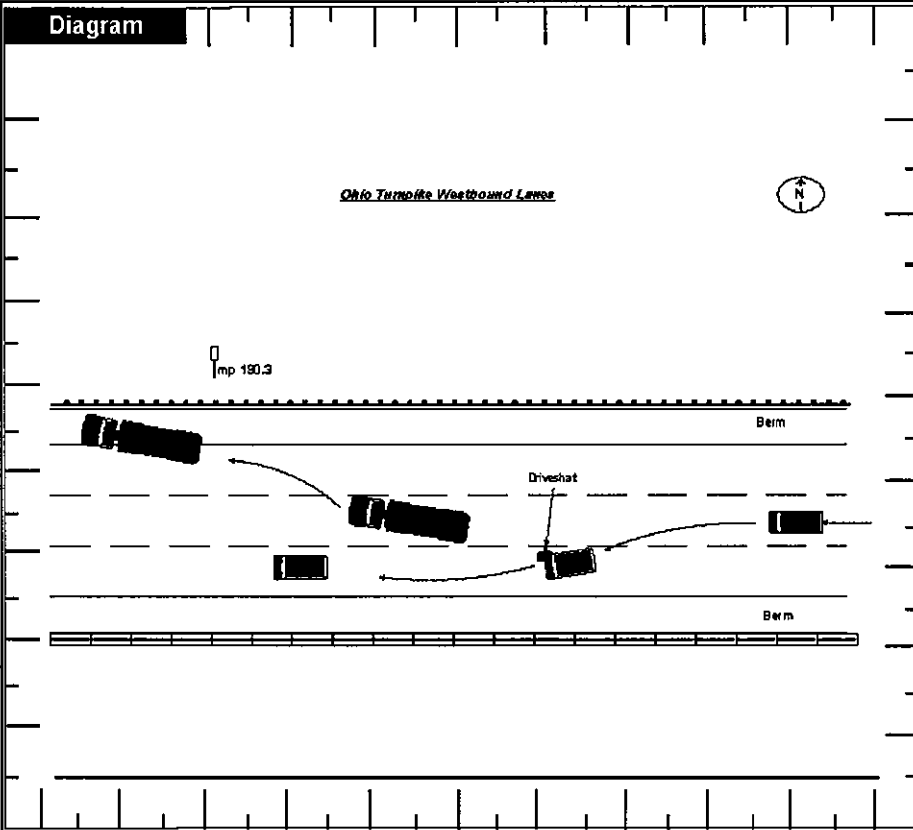 Diagram
Ohio Turnpike Westbound Lanes
N
mp 190.3
Berm
Driveshat
Berm